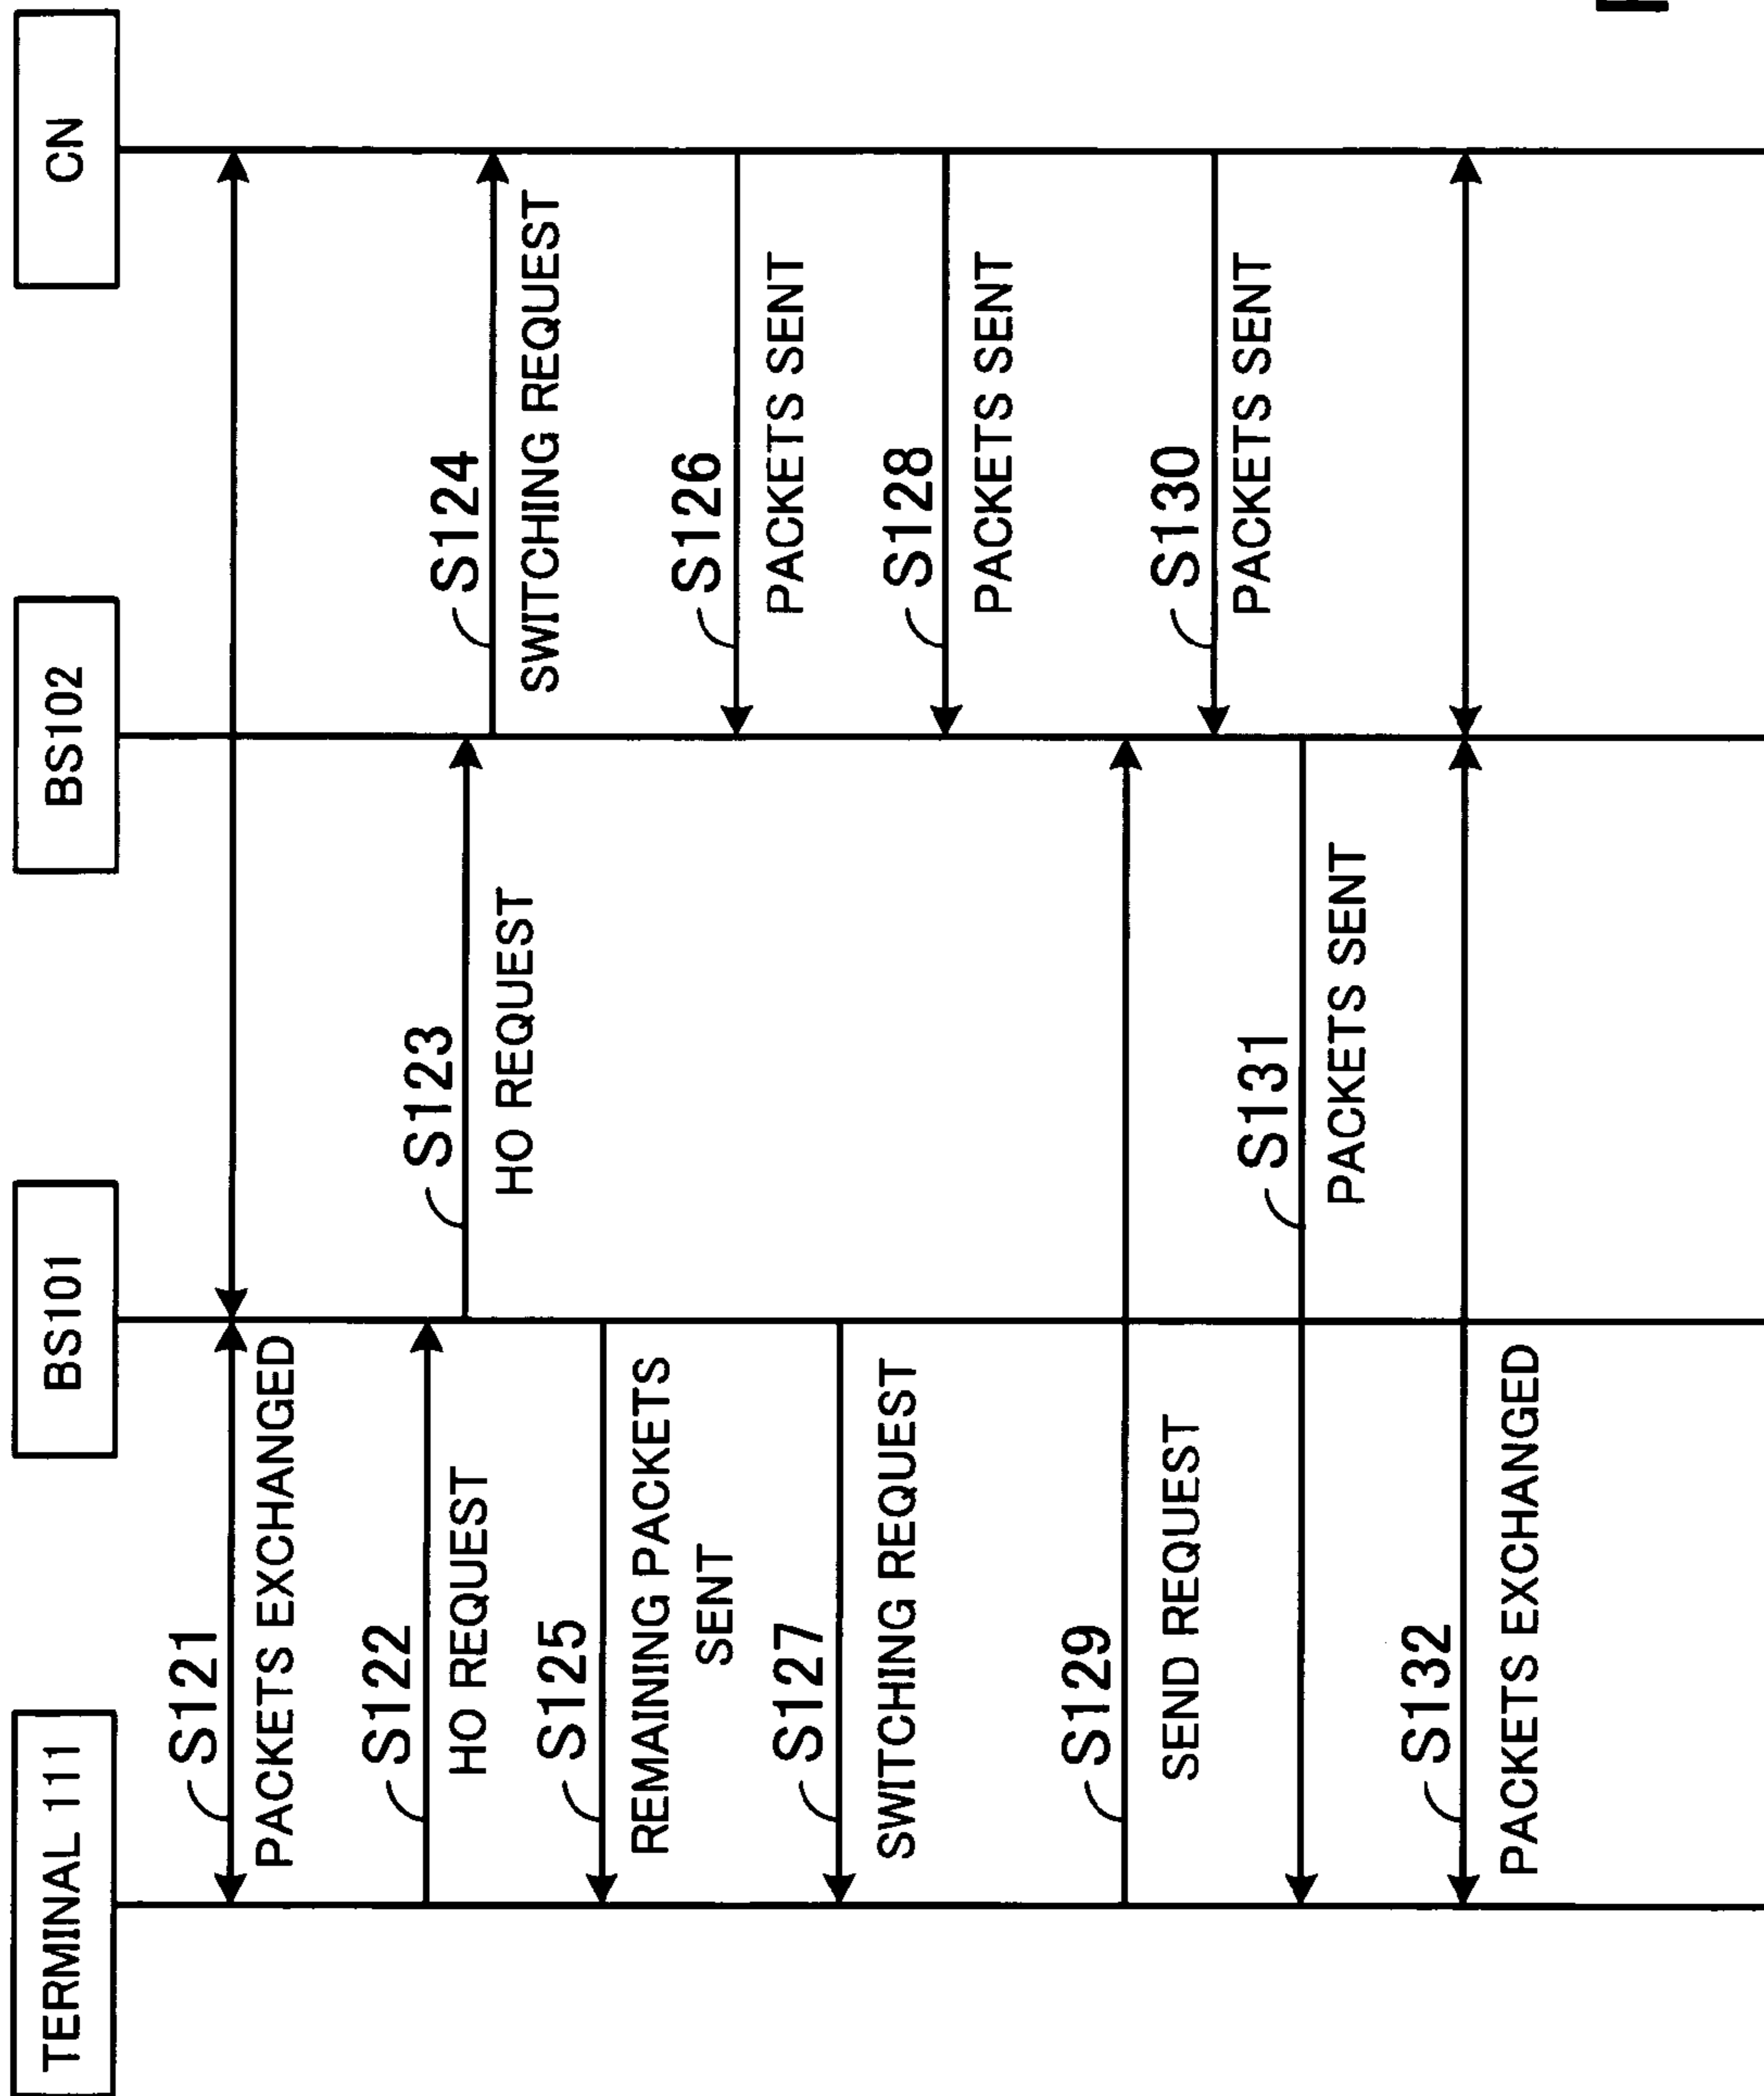 TERMINAL 111
BS101
BS102
CN
S121
PACKETS EXCHANGED
S122
HO REQUEST
S123
HO REQUEST
S124
SWITCHING REQUEST
S125
REMAINING PACKETS
SENT
S126
PACKETS SENT
S127
SWITCHING REQUEST
S128
PACKETS SENT
S129
SEND REQUEST
S130
PACKETS SENT
S131
PACKETS SENT
S132
PACKETS EXCHANGED